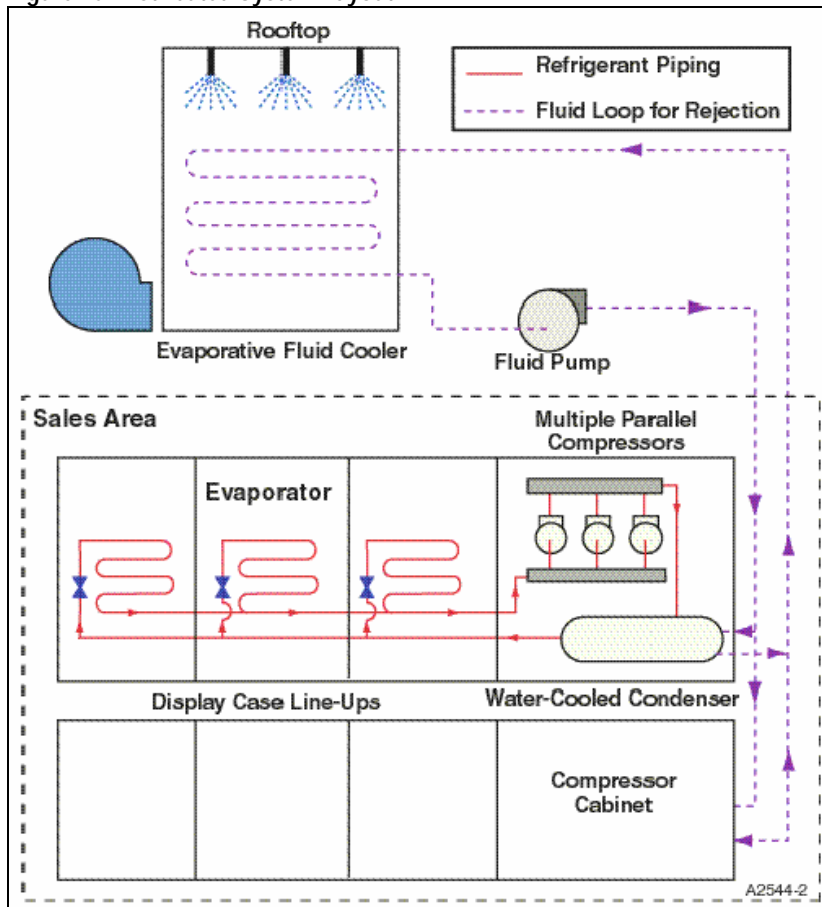 Rooftop
Refrigerant Piping
Fluid Loop for Rejection
Evaporative Fluid Cooler
Fluid Pump
Sales Area
Multiple Parallel
Compressors
Evaporator
Display Case Line-Ups
Water-Cooled Condenser
Compressor
Cabinet
A2544-2